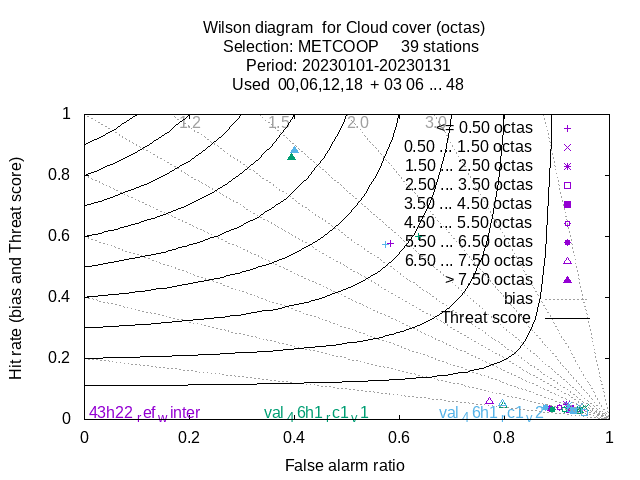 Wilson diagram for Cloud cover (octas)
Selection: METCOOP 39 stations
Period: 20230101-20230131
Used 00,06,12,18 + 03 06 ... 48
1.2 1.5 2.0 3.0
<= 0.50 octas
0.50 ... 1.50 octas
1.50 ... 2.50 octas
2.50 ... 3.50 octas
3.50 ... 4.50 octas
4.50 ... 5.50 octas
5.50 ... 6.50 octas
6.50 ... 7.50 octas
> 7.50 octas
bias
Threat score
1
0.8
0.6
0.4
0.2
0
Hit rate (bias and Threat score)
43h22refwinter val46h1rc1v1 val46h1rc1v2
0 0.2 0.4 0.6 0.8 1
False alarm ratio